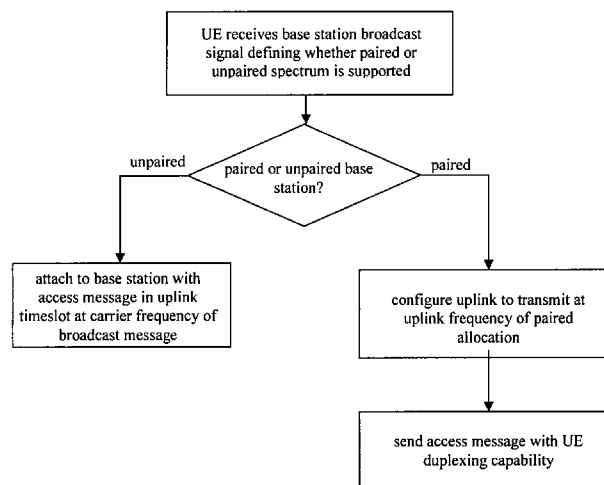 UE receives base station broadcast
signal defining whether paired or
unpaired spectrum is supported
unpaired
paired or unpaired base
station?
paired
attach to base station with
access message in uplink
timeslot at carrier frequency of
broadcast message
configure uplink to transmit at
uplink frequency of paired
allocation
send access message with UE
duplexing capability